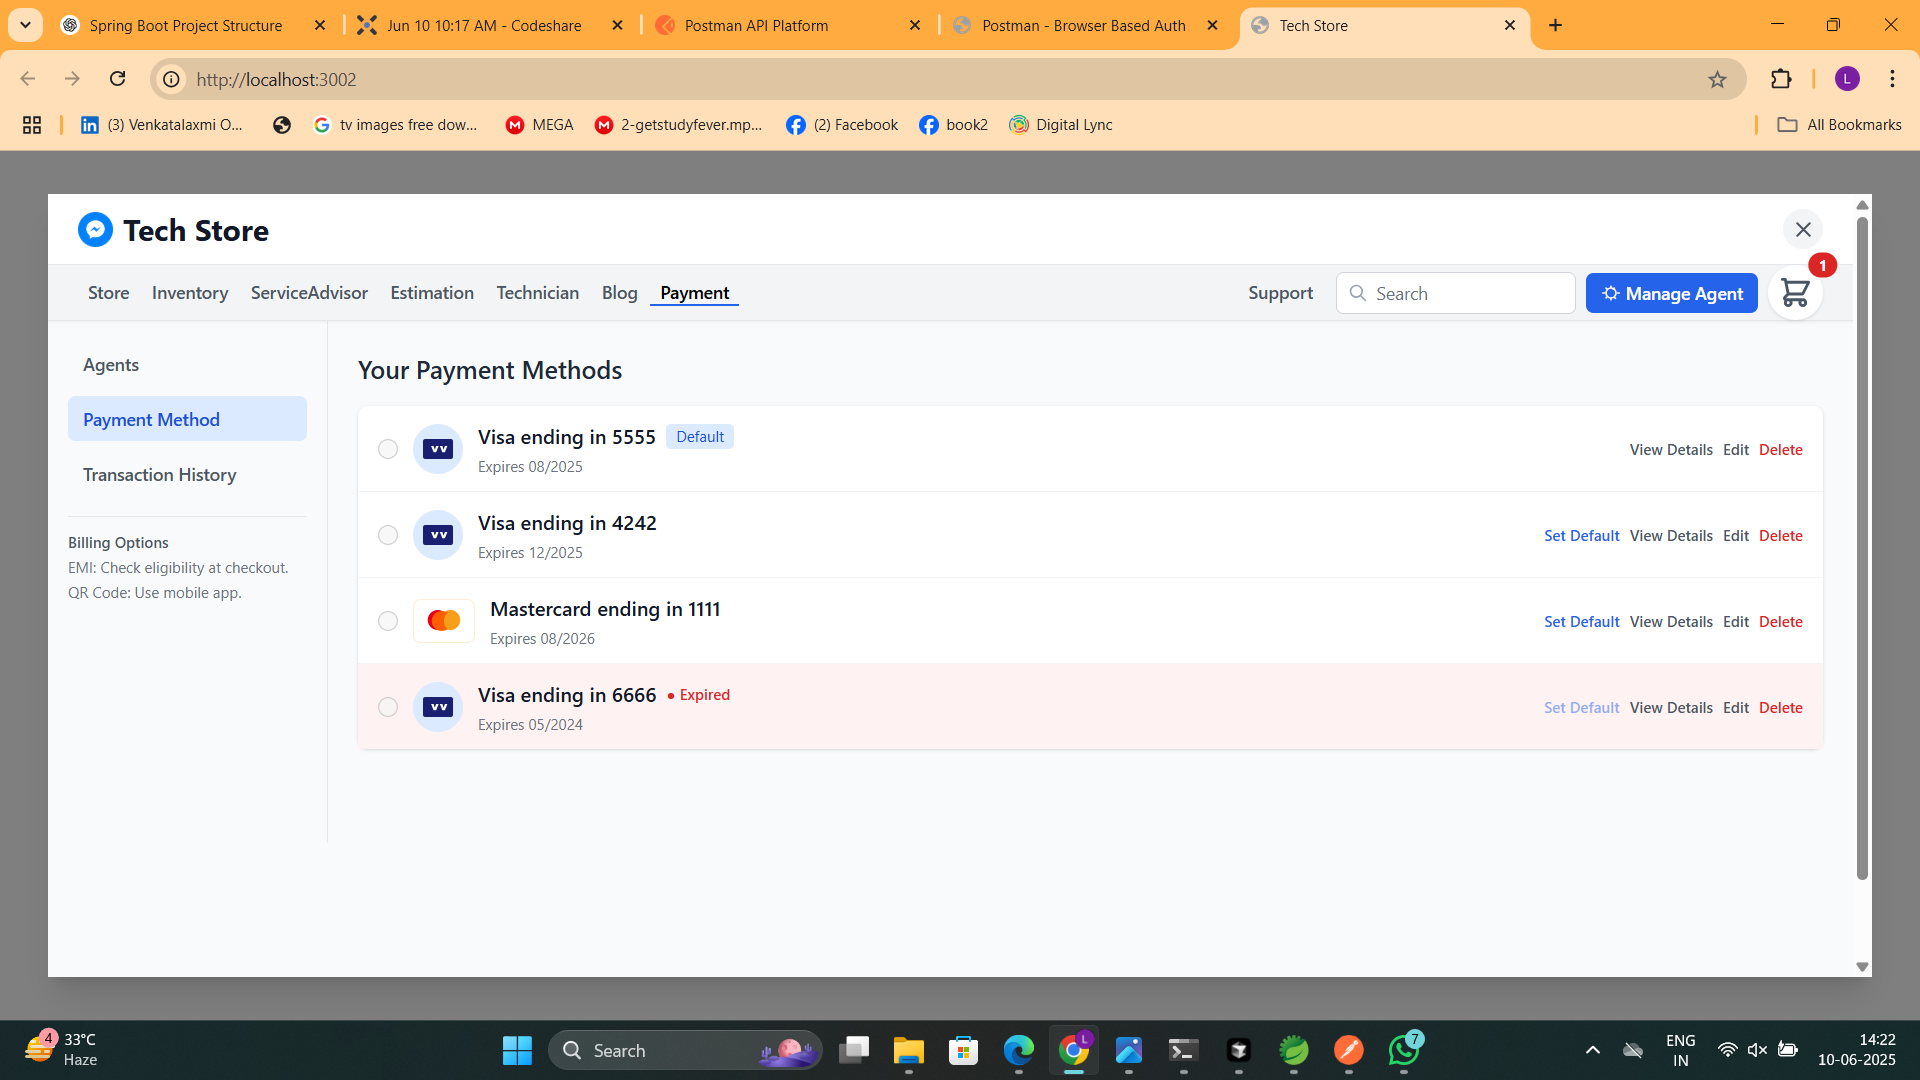 Spring Boot Project Structure
Jun 10 10:17 AM - Codeshare
Postman API Platform
Postman - Browser Based Auth
Tech Store
http://localhost:3002
L
(3) Venkatalaxmi O...
tv images free dow...
MEGA
2-getstudyfever.mp...
(2) Facebook
book2
Digital Lync
All Bookmarks
Tech Store
1
Store
Inventory
ServiceAdvisor
Estimation
Technician
Blog
Payment
Support
Search
Manage Agent
Agents
Payment Method
Transaction History
Billing Options
EMI: Check eligibility at checkout.
QR Code: Use mobile app.
Your Payment Methods
Visa ending in 5555 Default
Expires 08/2025
View Details Edit Delete
Visa ending in 4242
Expires 12/2025
Set Default View Details Edit Delete
Mastercard ending in 1111
Expires 08/2026
Set Default View Details Edit Delete
Visa ending in 6666 • Expired
Expires 05/2024
Set Default View Details Edit Delete
4
33°C
Haze
Search
L
7
ENG
IN
14:22
10-06-2025